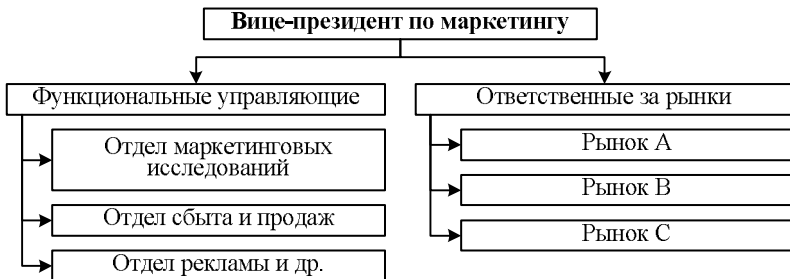 Вице-президент по маркетингу
Функциональные управляющие
Отдел маркетинговых
исследований
Отдел сбыта и продаж
Отдел рекламы и др.
Ответственные за рынки
Рынок А
Рынок В
Рынок С